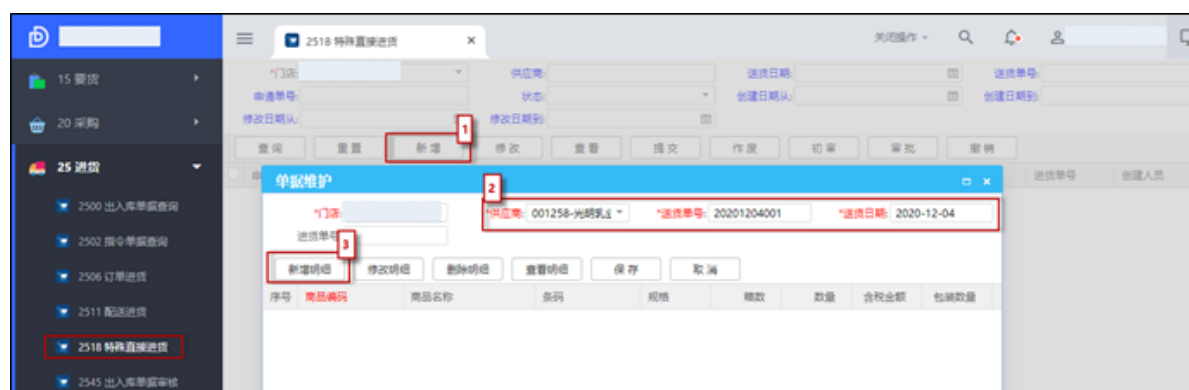 2518 特殊直接进货 ×
关闭操作
15 要货
20 采购
25 进货
2500 出入库单据查询
2502 指令单据查询
2506 订单进货
2511 配送进货
2518 特殊直接进货
2545 出入库单据审核
*门店: 供应商: 送货日期: 送货单号:
申请单号: 状态: 创建日期从: 创建日期到:
修改日期从: 修改日期到:
1
查询 重置 新增 修改 查看 提交 作废 初审 审批 撤销
进货单号 创建人员
单据维护
2
*门店: *供应商: 001258-光明乳 *送货单号: 20201204001 *送货日期: 2020-12-04
进货单号
3
新增明细 修改明细 删除明细 查看明细 保存 取消
序号 商品编码 商品名称 条码 规格 箱数 数量 含税金额 包装数量